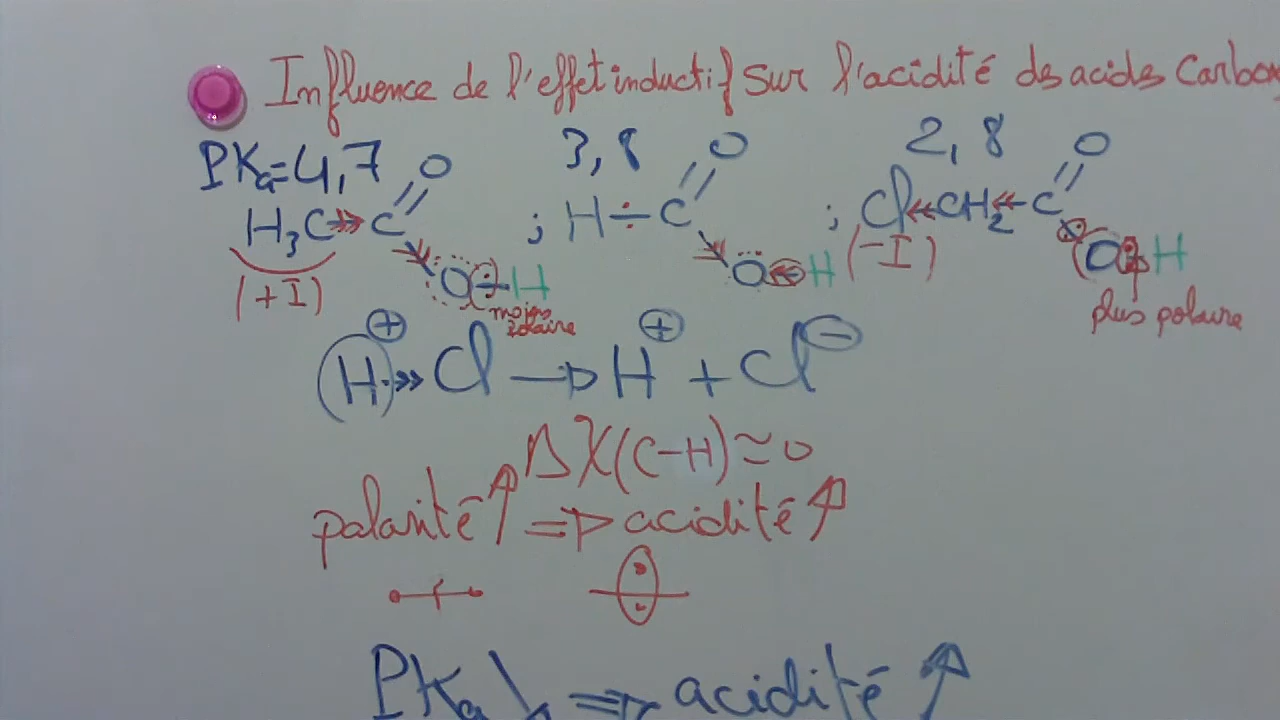 Influence de l'effet inductif sur l'acidité des acides Carbox
PKa=4,7 3,8 2,8
H3C C O O H ; H C O O H ; Cl CH2 C O O H
(+I) moins polaire (-I) plus polaire
H⊕ Cl → H⊕ + Cl⊖
ΔX(C-H)≃0
polarité ↑ ⇒ acidité ↑
PKa ↓ ⇒ acidité ↑